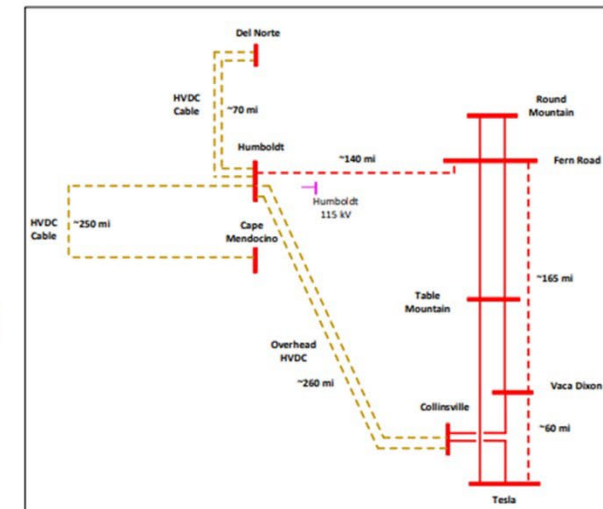 Del Norte
HVDC
Cable
~70 mi
Round
Mountain
Humboldt
~140 mi
Fern Road
Humboldt
115 kV
HVDC
Cable
~250 mi
Cape
Mendocino
~165 mi
Table
Mountain
Overhead
HVDC
~260 mi
Vaca Dixon
Collinsville
~60 mi
Tesla